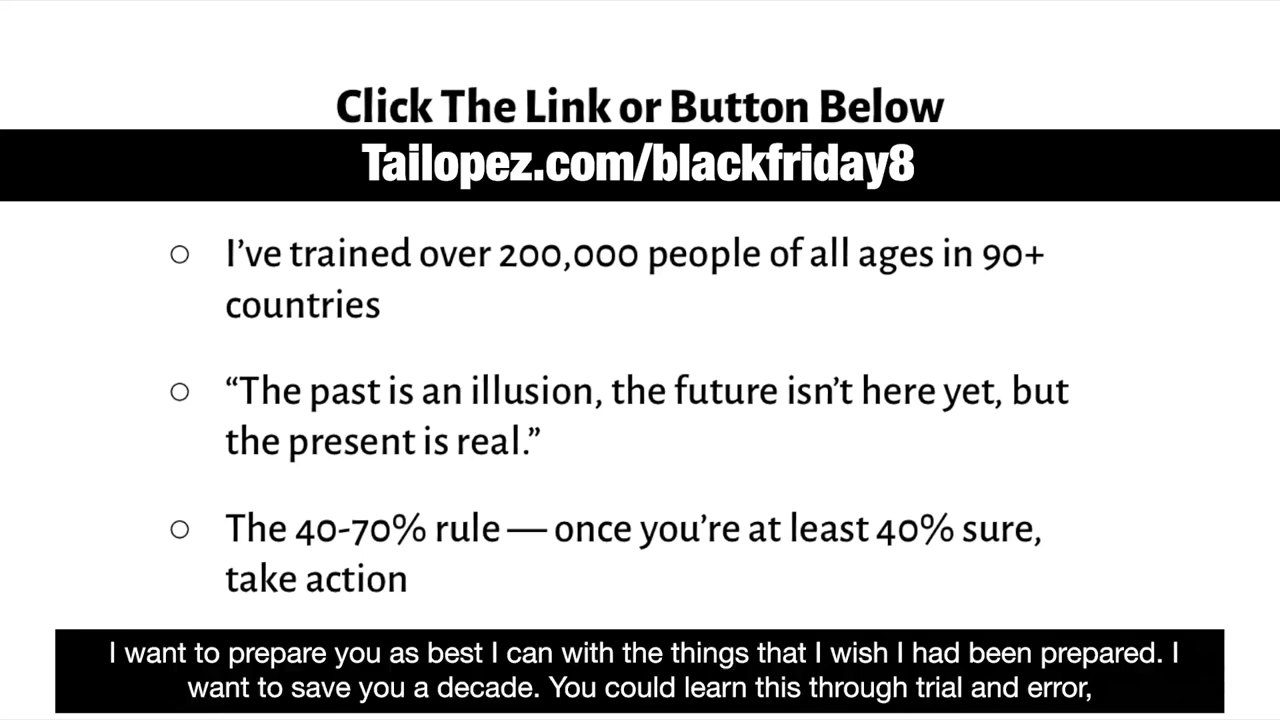 Click The Link or Button Below
Tailopez.com/blackfriday8
○ I’ve trained over 200,000 people of all ages in 90+
countries
○ “The past is an illusion, the future isn’t here yet, but
the present is real.”
○ The 40-70% rule — once you’re at least 40% sure,
take action
I want to prepare you as best I can with the things that I wish I had been prepared. I
want to save you a decade. You could learn this through trial and error,